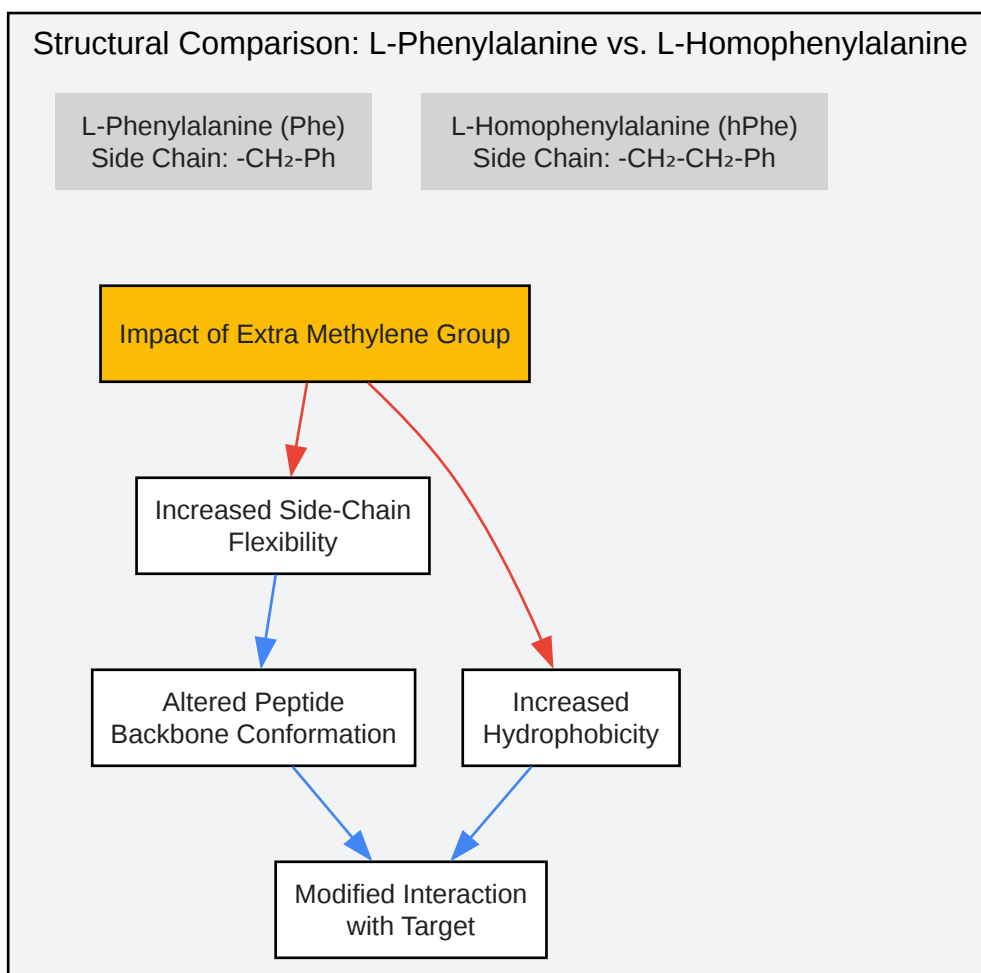 Structural Comparison: L-Phenylalanine vs. L-Homophenylalanine
L-Phenylalanine (Phe)
Side Chain: -CH₂-Ph
L-Homophenylalanine (hPhe)
Side Chain: -CH₂-CH₂-Ph
Impact of Extra Methylene Group
Increased Side-Chain
Flexibility
Altered Peptide
Backbone Conformation
Increased
Hydrophobicity
Modified Interaction
with Target